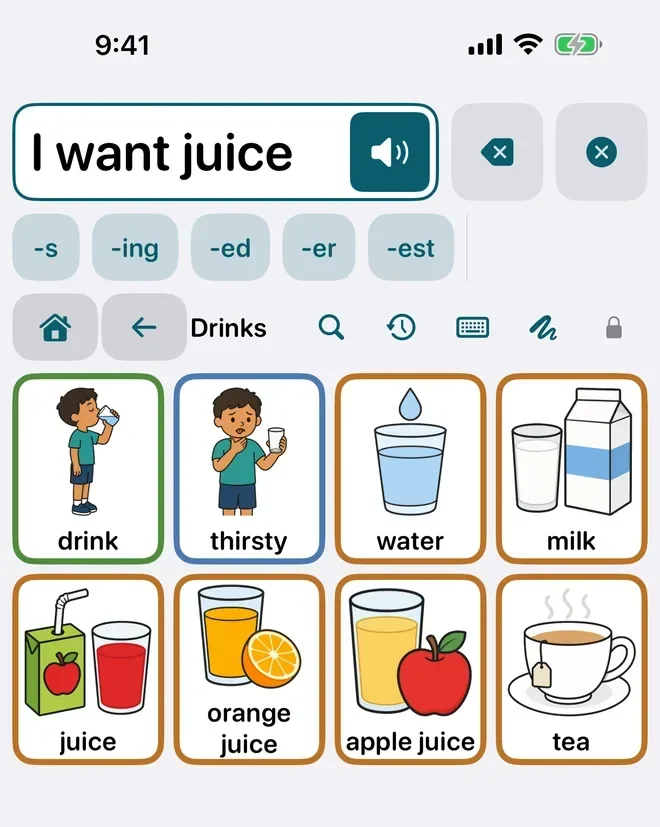 9:41
I want juice
-s -ing -ed -er -est
Drinks
drink thirsty water milk
orange
juice juice apple juice tea